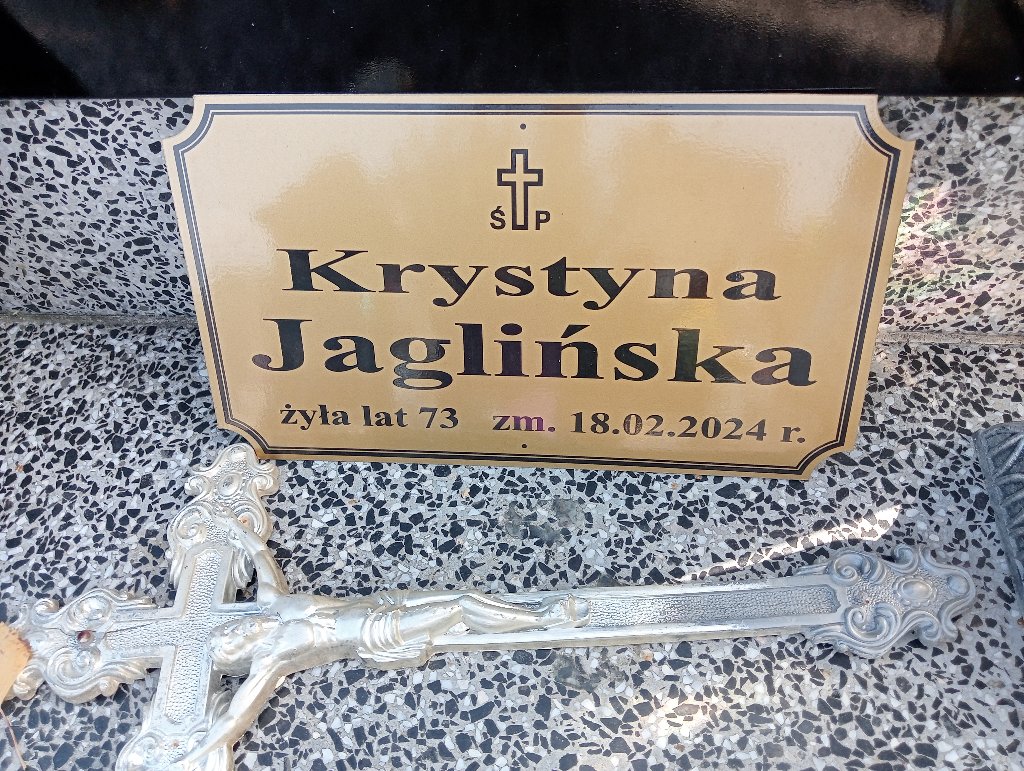 Ś P
Krystyna
Jaglińska
żyła lat 73 zm. 18.02.2024 r.